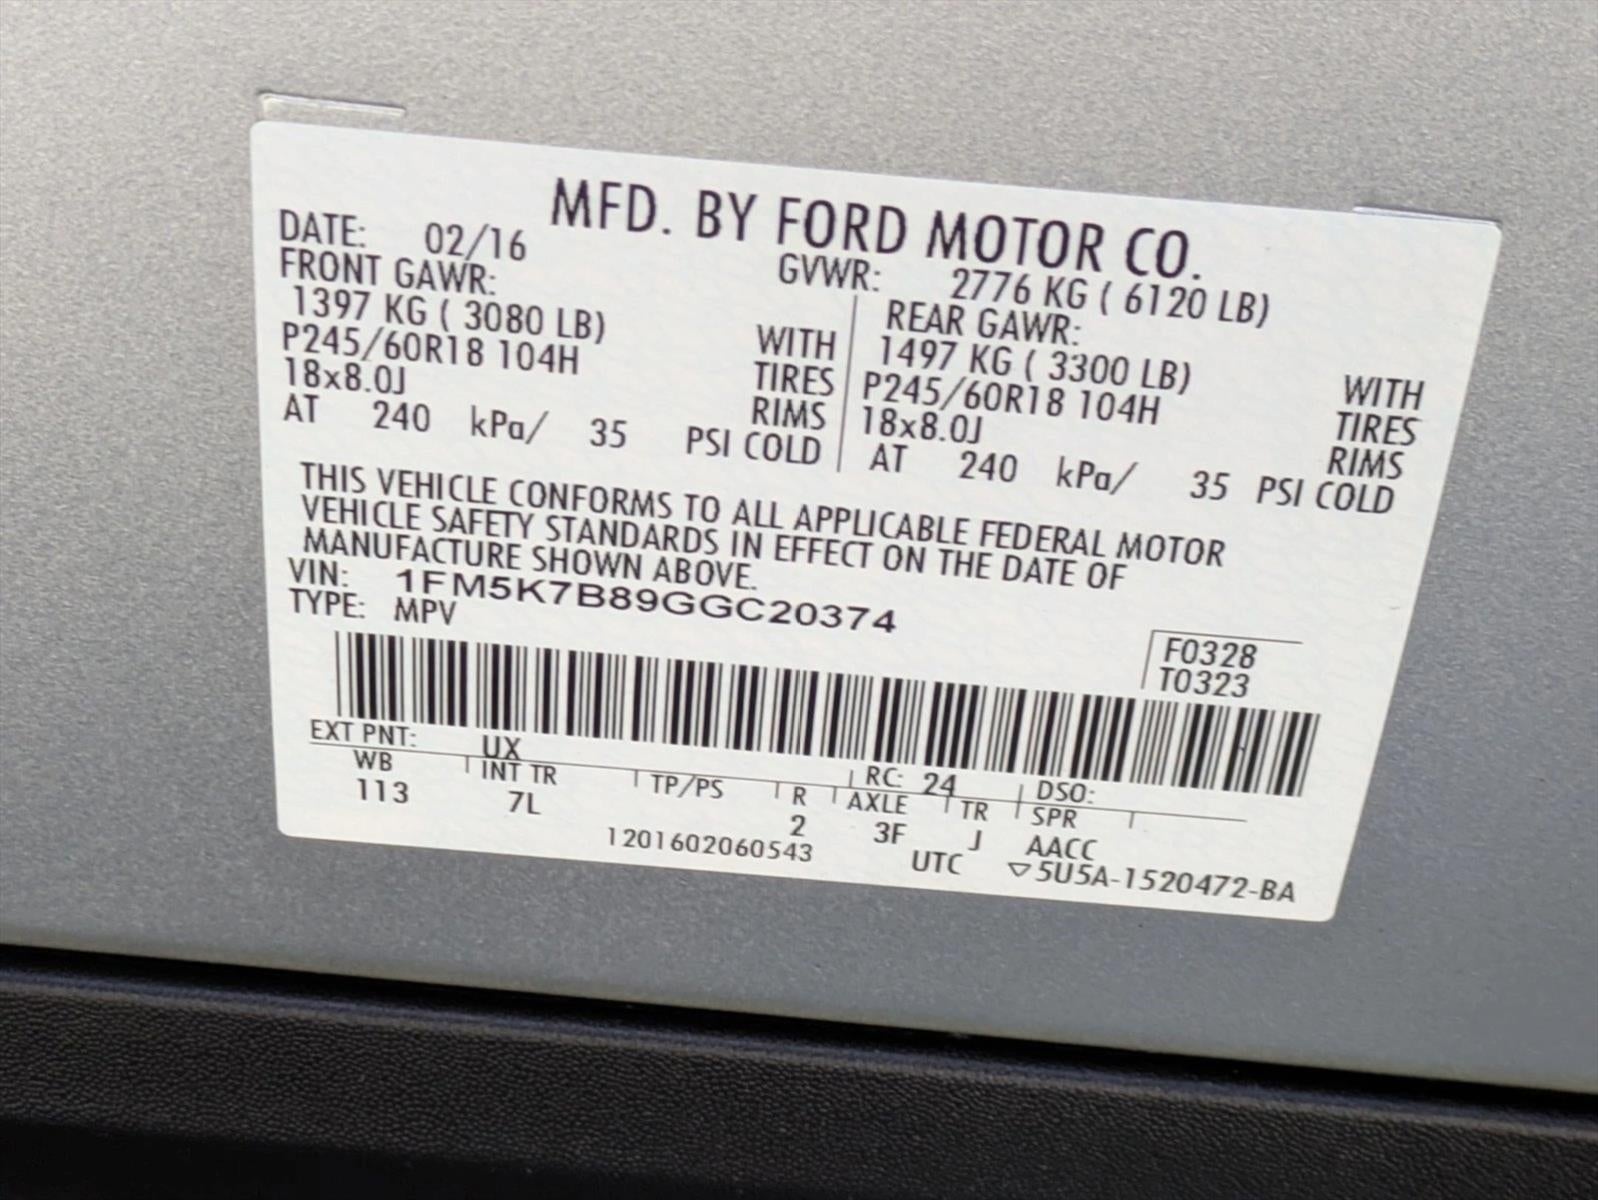 MFD. BY FORD MOTOR CO.
DATE: 02/16 GVWR: 2776 KG ( 6120 LB)
FRONT GAWR: REAR GAWR:
1397 KG ( 3080 LB) WITH 1497 KG ( 3300 LB) WITH
P245/60R18 104H TIRES P245/60R18 104H TIRES
18x8.0J RIMS 18x8.0J RIMS
AT 240 kPa/ 35 PSI COLD AT 240 kPa/ 35 PSI COLD
THIS VEHICLE CONFORMS TO ALL APPLICABLE FEDERAL MOTOR
VEHICLE SAFETY STANDARDS IN EFFECT ON THE DATE OF
MANUFACTURE SHOWN ABOVE.
VIN: 1FM5K7B89GGC20374
TYPE: MPV
F0328
T0323
EXT PNT: UX RC: 24 DSO:
WB INT TR TP/PS R AXLE TR SPR
113 7L 2 3F J AACC
1201602060543 UTC ▽5U5A-1520472-BA